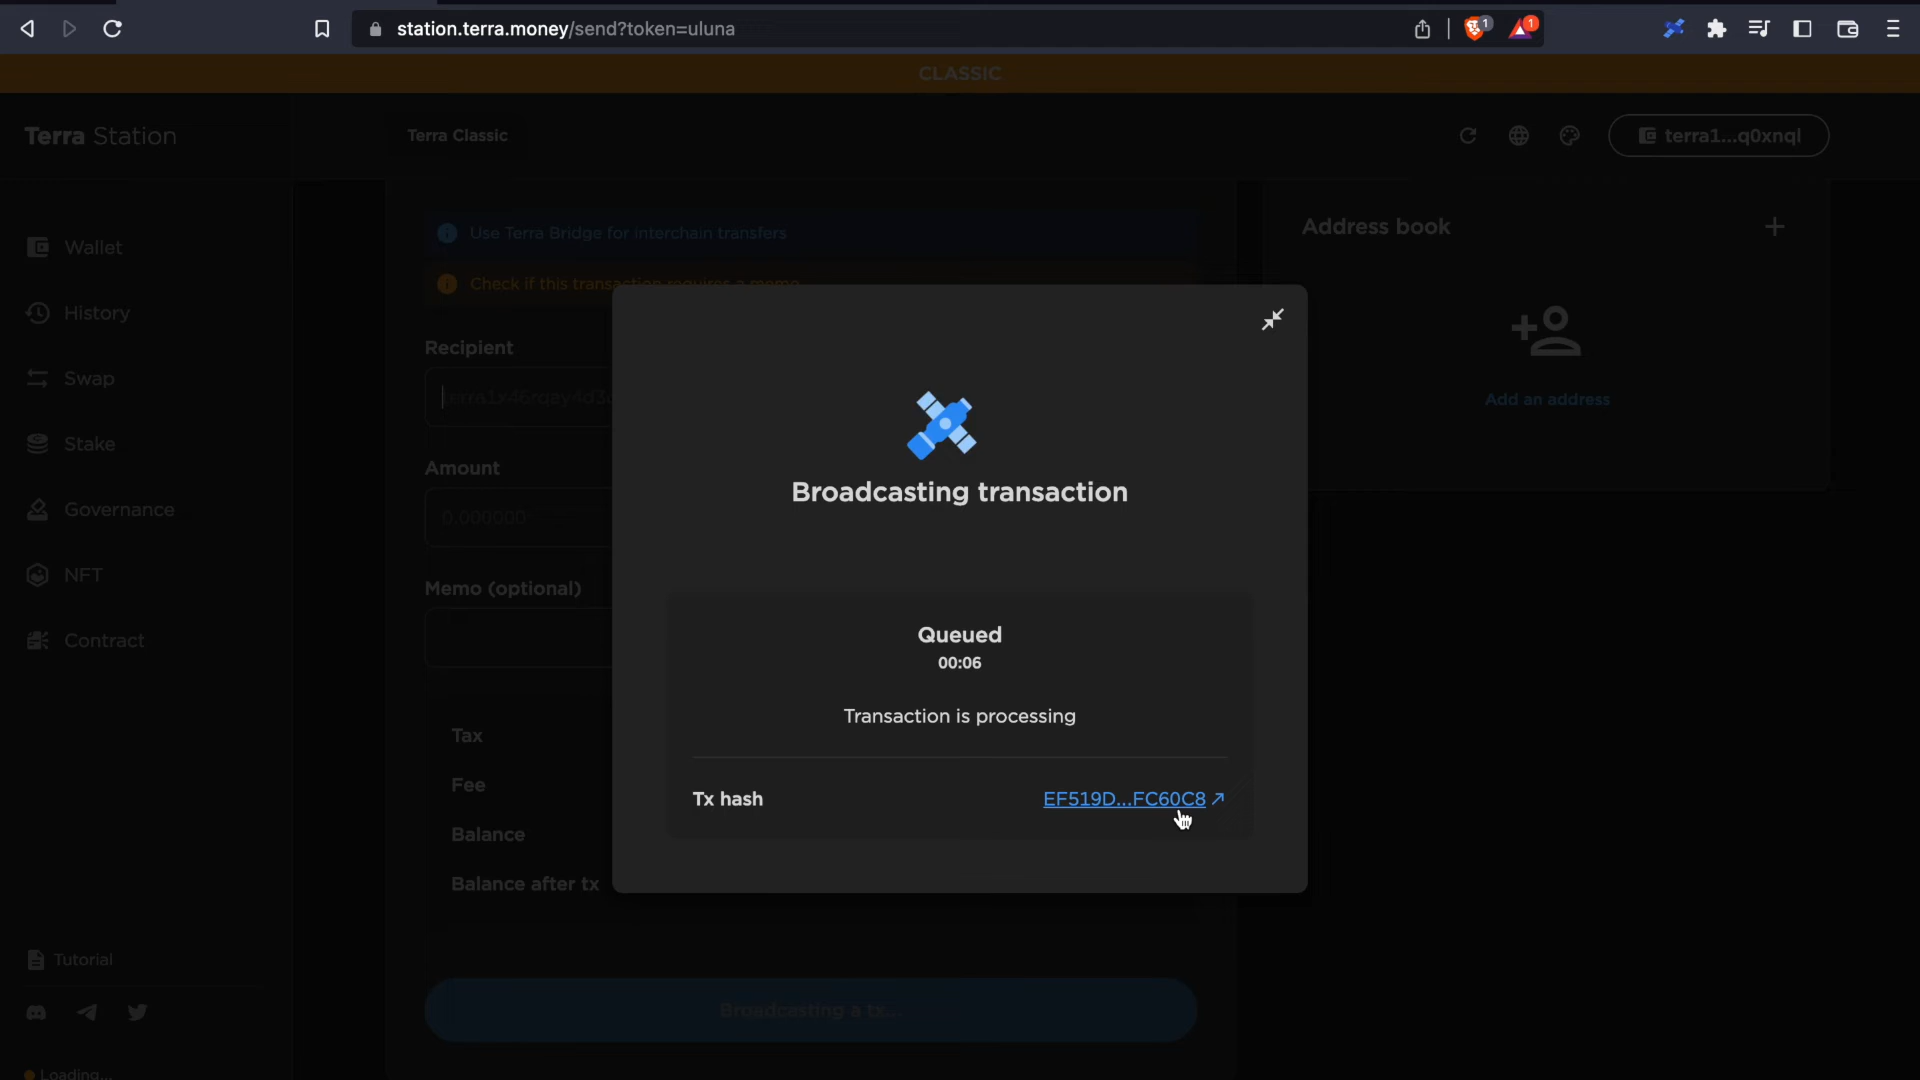 station.terra.money/send?token=uluna
1
1
CLASSIC
Terra Station
Terra Classic
terra1...q0xnql
Wallet
History
Swap
Stake
Governance
NFT
Contract
Tutorial
Loading...
Use Terra Bridge for interchain transfers
Check if this transaction requires a memo
Recipient
Amount
0.000000
Memo (optional)
Tax
Fee
Balance
Balance after tx
Broadcasting a tx...
Address book
Add an address
Broadcasting transaction
Queued
00:06
Transaction is processing
Tx hash
EF519D...FC60C8